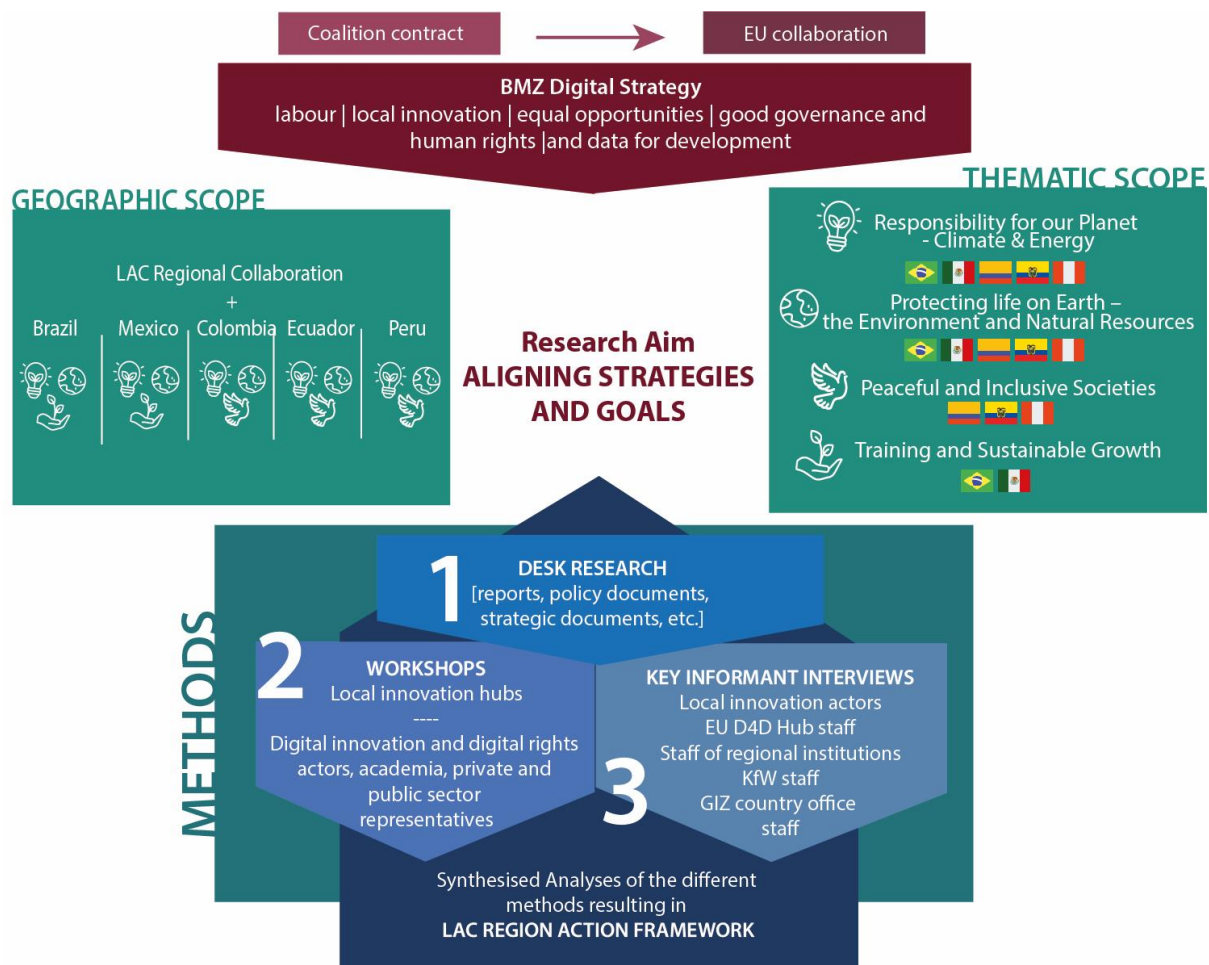 Coalition contract
EU collaboration
BMZ Digital Strategy
labour | local innovation | equal opportunities | good governance and
human rights |and data for development
GEOGRAPHIC SCOPE
LAC Regional Collaboration
+
Brazil
Mexico
Colombia
Ecuador
Peru
THEMATIC SCOPE
Responsibility for our Planet
- Climate & Energy
Protecting life on Earth –
the Environment and Natural Resources
Peaceful and Inclusive Societies
Training and Sustainable Growth
Research Aim
ALIGNING STRATEGIES
AND GOALS
METHODS
1
DESK RESEARCH
[reports, policy documents,
strategic documents, etc.]
2
WORKSHOPS
Local innovation hubs
----
Digital innovation and digital rights
actors, academia, private and
public sector
representatives
3
KEY INFORMANT INTERVIEWS
Local innovation actors
EU D4D Hub staff
Staff of regional institutions
KfW staff
GIZ country office
staff
Synthesised Analyses of the different
methods resulting in
LAC REGION ACTION FRAMEWORK